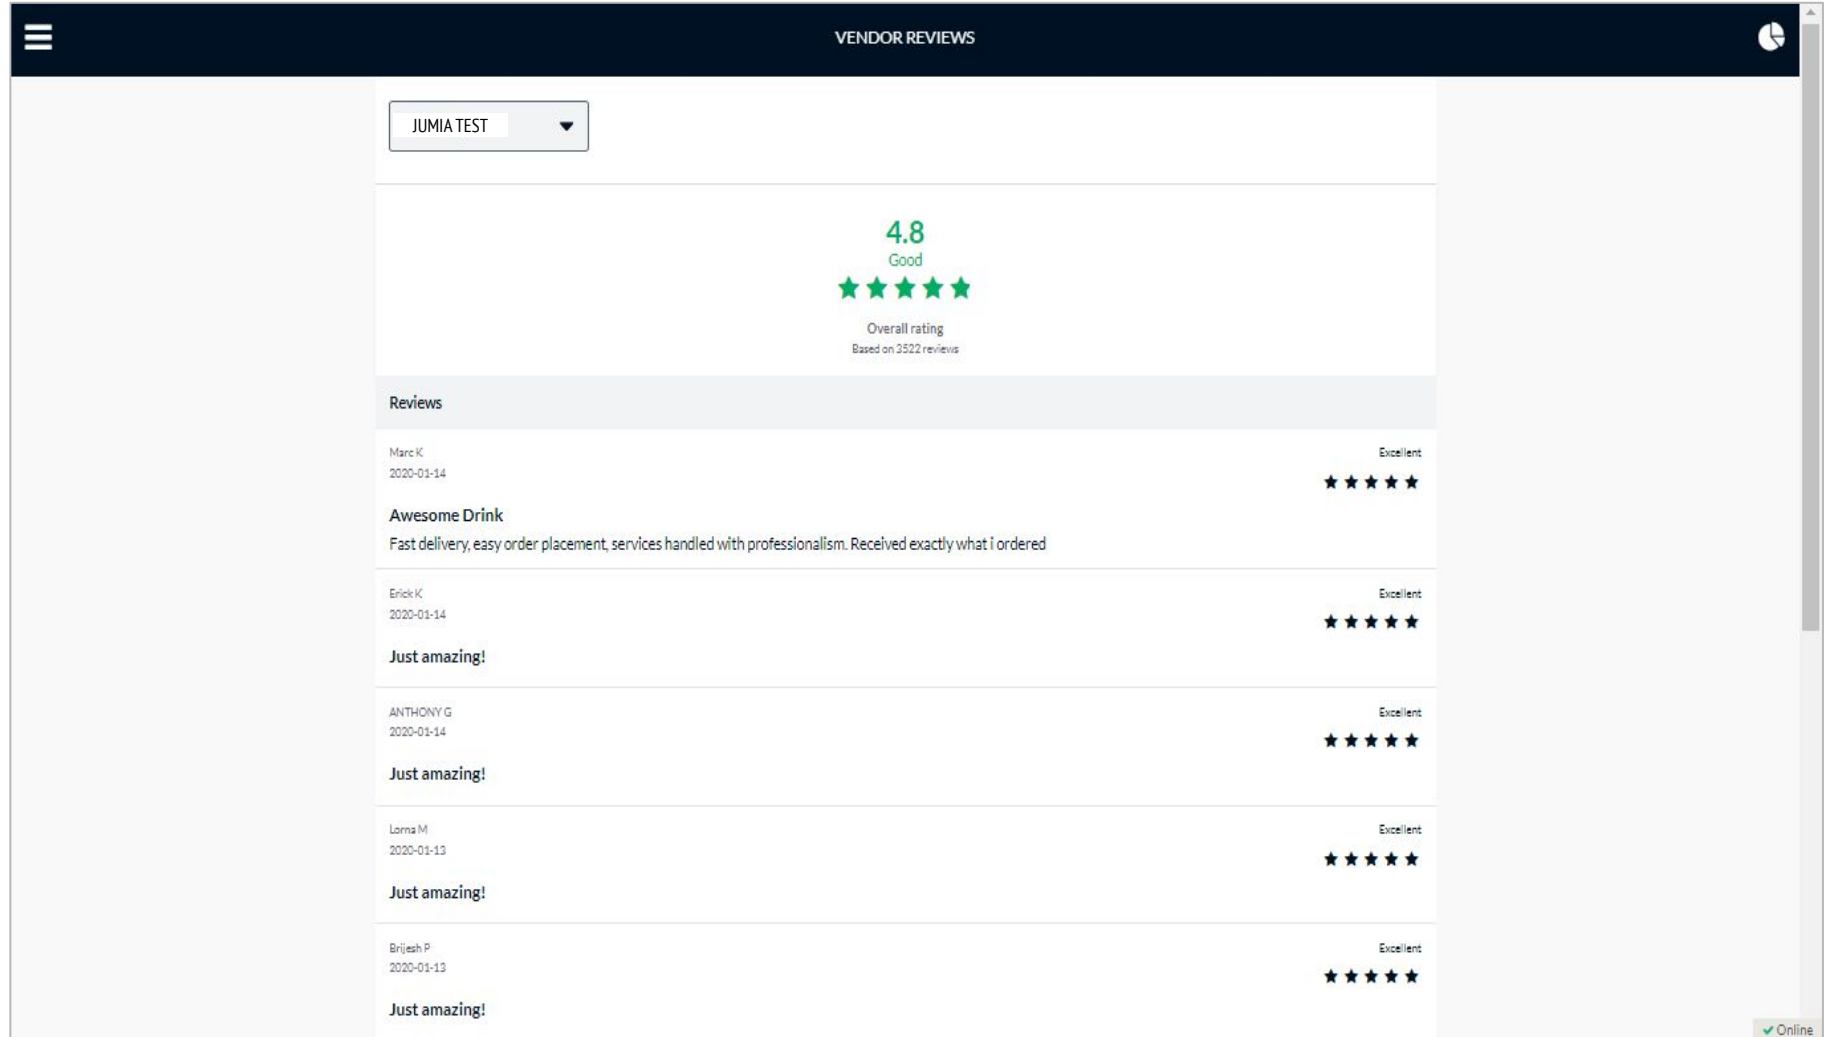 VENDOR REVIEWS
JUMIA TEST
4.8
Good
Overall rating
Based on 3522 reviews
Reviews
Marc K
Excellent
2020-01-14
Awesome Drink
Fast delivery, easy order placement, services handled with professionalism. Received exactly what i ordered
Erick K
Excellent
2020-01-14
Just amazing!
ANTHONY G
Excellent
2020-01-14
Just amazing!
Lorna M
Excellent
2020-01-13
Just amazing!
Brijesh P
Excellent
2020-01-13
Just amazing!
Online